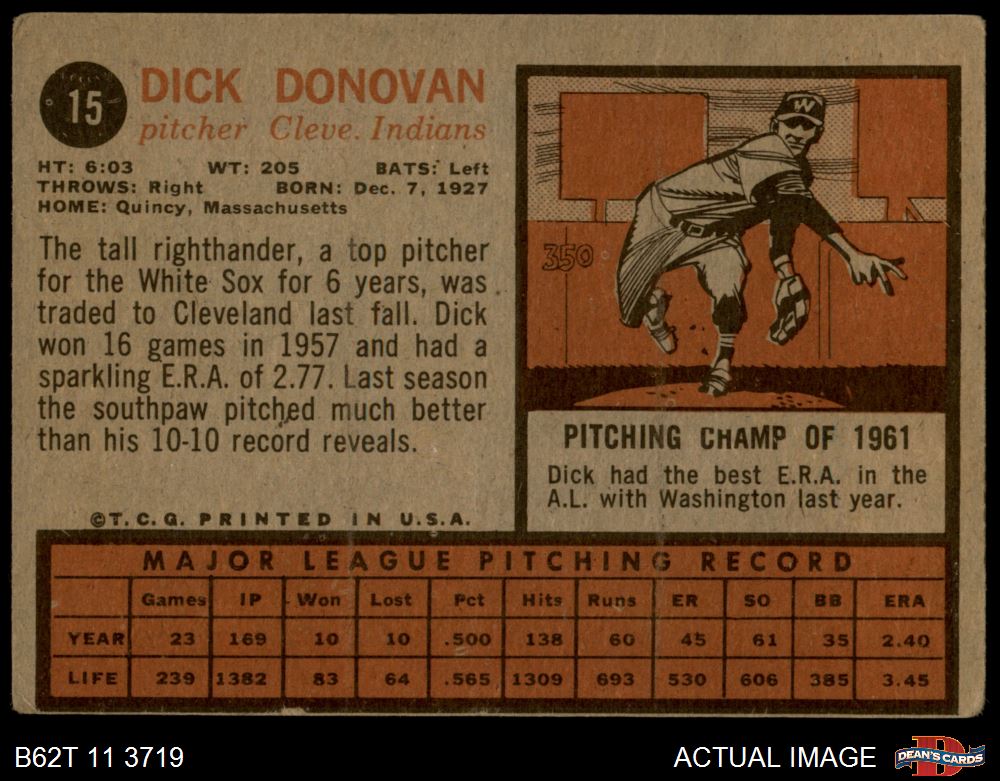 15
DICK DONOVAN
pitcher Cleve. Indians
HT: 6:03 WT: 205 BATS: Left
THROWS: Right BORN: Dec. 7, 1927
HOME: Quincy, Massachusetts
The tall righthander, a top pitcher
for the White Sox for 6 years, was
traded to Cleveland last fall. Dick
won 16 games in 1957 and had a
sparkling E.R.A. of 2.77. Last season
the southpaw pitched much better
than his 10-10 record reveals.
©T.C.G. PRINTED IN U.S.A.
W
350
PITCHING CHAMP OF 1961
Dick had the best E.R.A. in the
A.L. with Washington last year.
MAJOR LEAGUE PITCHING RECORD
Games IP Won Lost Pct Hits Runs ER SO BB ERA
YEAR 23 169 10 10 .500 138 60 45 61 35 2.40
LIFE 239 1382 83 64 .565 1309 693 530 606 385 3.45
B62T 11 3719
ACTUAL IMAGE
D
DEAN'S CARDS